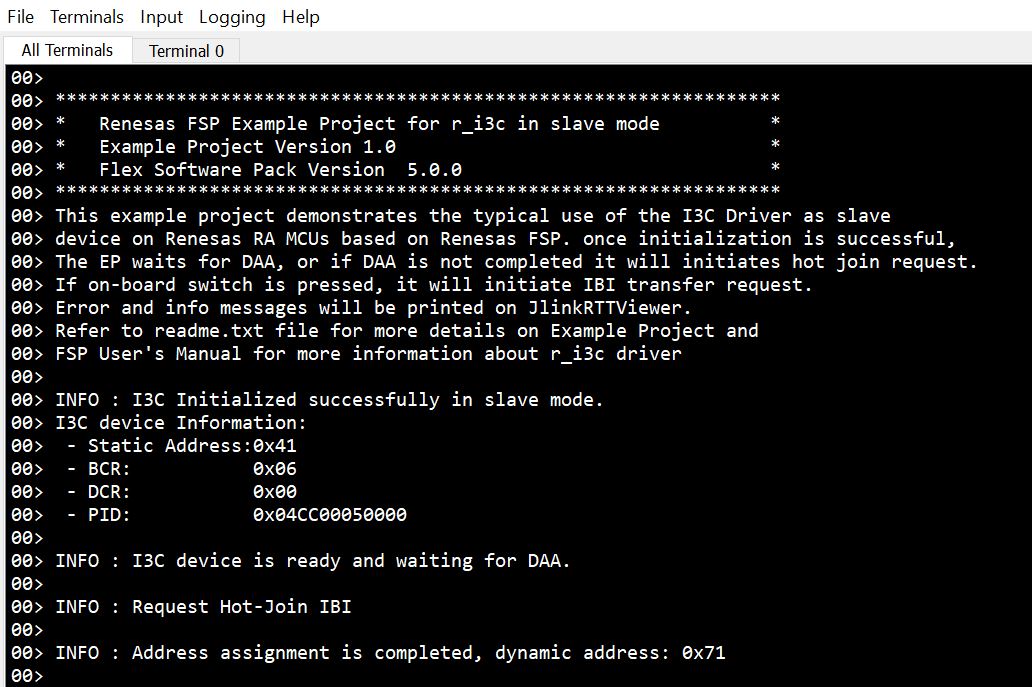 File Terminals Input Logging Help
All Terminals Terminal 0
00>
00> ******************************************************************
00> *   Renesas FSP Example Project for r_i3c in slave mode          *
00> *   Example Project Version 1.0                                  *
00> *   Flex Software Pack Version  5.0.0                            *
00> ******************************************************************
00> This example project demonstrates the typical use of the I3C Driver as slave
00> device on Renesas RA MCUs based on Renesas FSP. once initialization is successful,
00> The EP waits for DAA, or if DAA is not completed it will initiates hot join request.
00> If on-board switch is pressed, it will initiate IBI transfer request.
00> Error and info messages will be printed on JlinkRTTViewer.
00> Refer to readme.txt file for more details on Example Project and
00> FSP User's Manual for more information about r_i3c driver
00>
00> INFO : I3C Initialized successfully in slave mode.
00> I3C device Information:
00>  - Static Address:0x41
00>  - BCR:           0x06
00>  - DCR:           0x00
00>  - PID:           0x04CC00050000
00>
00> INFO : I3C device is ready and waiting for DAA.
00>
00> INFO : Request Hot-Join IBI
00>
00> INFO : Address assignment is completed, dynamic address: 0x71
00>